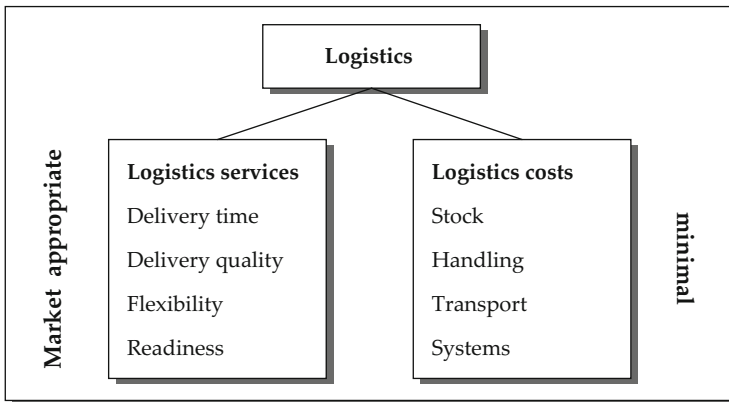 Logistics
Market appropriate
Logistics services
Delivery time
Delivery quality
Flexibility
Readiness
Logistics costs
Stock
Handling
Transport
Systems
minimal